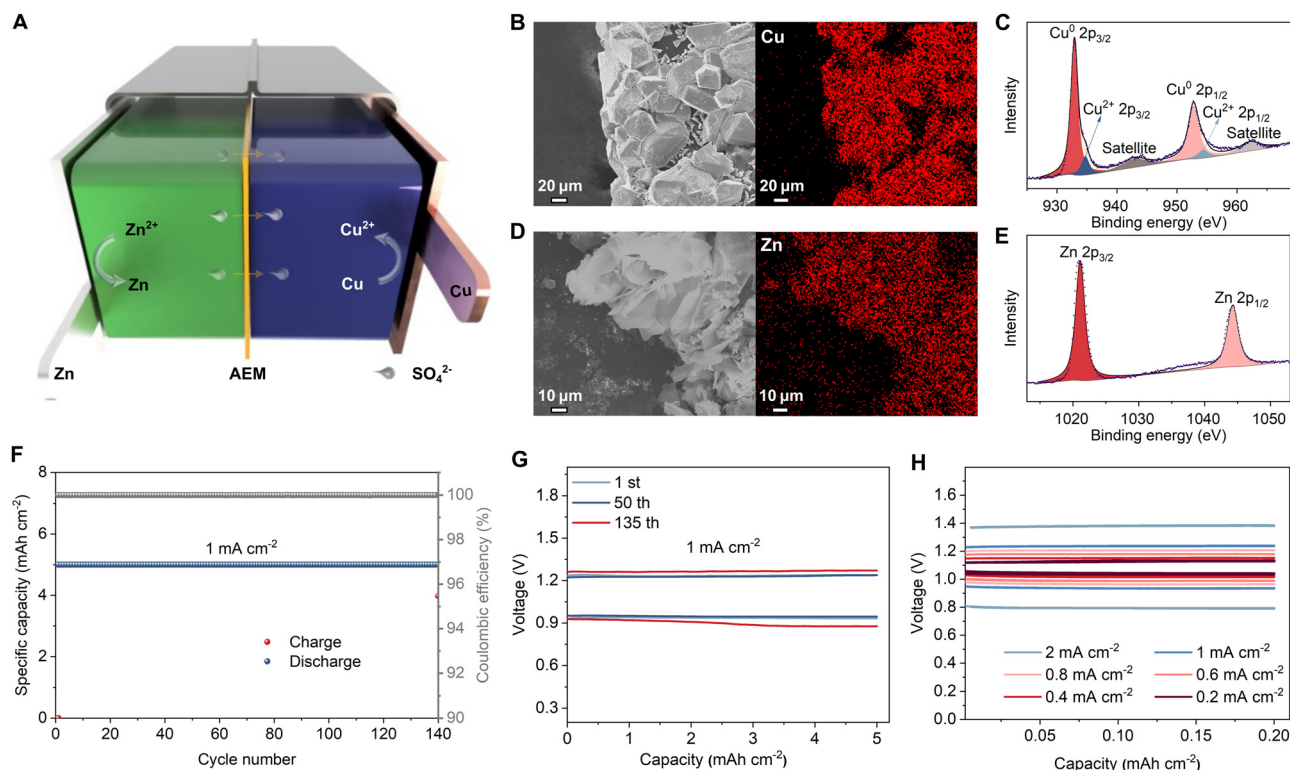 A
Zn²⁺
Zn
Cu²⁺
Cu
Cu
Zn
AEM
SO₄²⁻
B
20 µm
Cu
20 µm
C
Cu⁰ 2p₃/₂
Cu²⁺ 2p₃/₂
Satellite
Cu⁰ 2p₁/₂
Cu²⁺ 2p₁/₂
Satellite
Intensity
930 940 950 960
Binding energy (eV)
D
10 µm
Zn
10 µm
E
Zn 2p₃/₂
Zn 2p₁/₂
Intensity
1020 1030 1040 1050
Binding energy (eV)
F
Specific capacity (mAh cm⁻²)
8
6
4
2
0
1 mA cm⁻²
Charge
Discharge
0 20 40 60 80 100 120 140
Cycle number
100
98
96
94
92
90
Coulombic efficiency (%)
G
Voltage (V)
1.8
1.5
1.2
0.9
0.6
0.3
1 st
50 th
135 th
1 mA cm⁻²
0 1 2 3 4 5
Capacity (mAh cm⁻²)
H
Voltage (V)
1.8
1.6
1.4
1.2
1.0
0.8
0.6
0.4
0.2
0.0
2 mA cm⁻² 1 mA cm⁻²
0.8 mA cm⁻² 0.6 mA cm⁻²
0.4 mA cm⁻² 0.2 mA cm⁻²
0.05 0.10 0.15 0.20
Capacity (mAh cm⁻²)